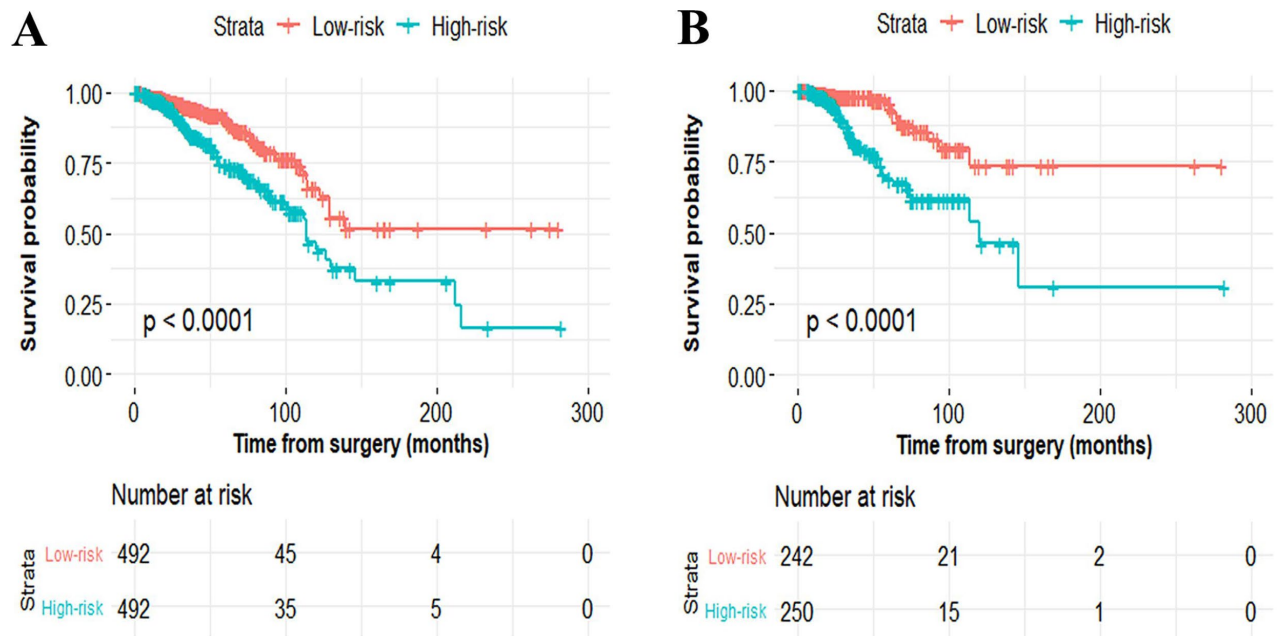 A
Strata Low-risk High-risk
Survival probability
1.00
0.75
0.50
0.25
0.00
p < 0.0001
0 100 200 300
Time from surgery (months)
Number at risk
Strata
Low-risk 492 45 4 0
High-risk 492 35 5 0
B
Strata Low-risk High-risk
Survival probability
1.00
0.75
0.50
0.25
0.00
p < 0.0001
0 100 200 300
Time from surgery (months)
Number at risk
Strata
Low-risk 242 21 2 0
High-risk 250 15 1 0